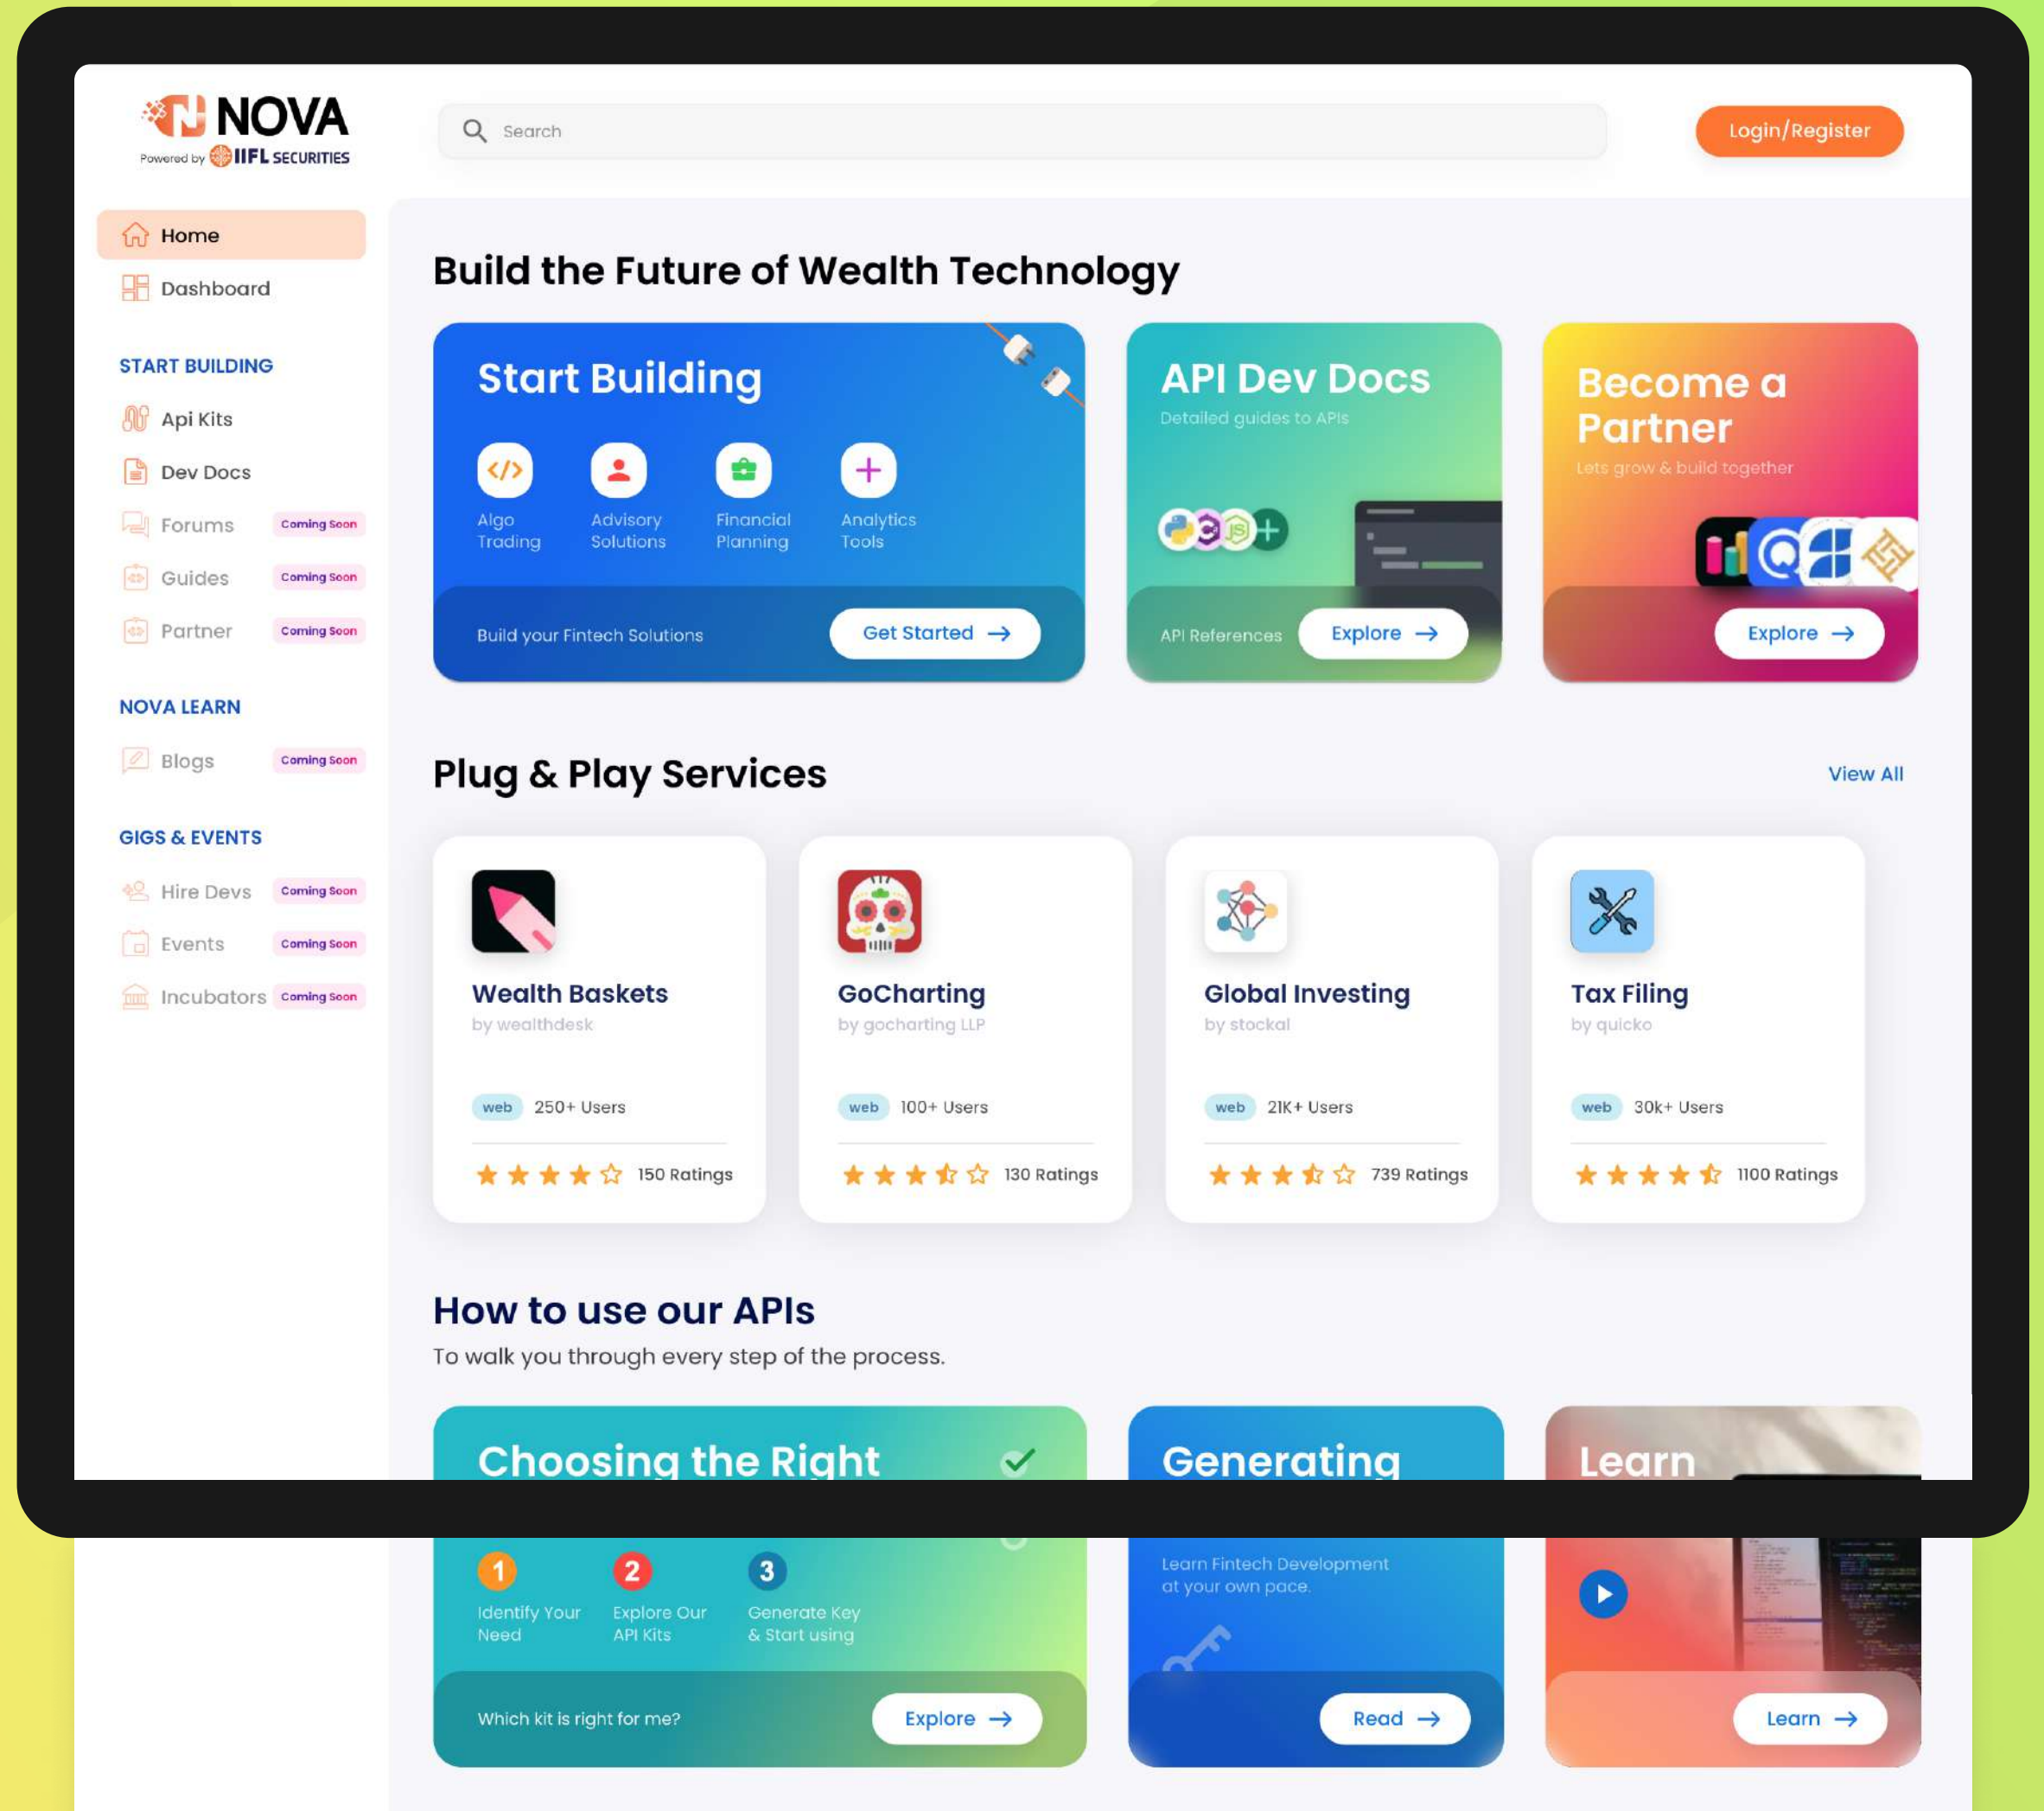 NOVA
Powered by IIFL SECURITIES
Search
Login/Register
Home
Dashboard
START BUILDING
Api Kits
Dev Docs
Forums Coming Soon
Guides Coming Soon
Partner Coming Soon
NOVA LEARN
Blogs Coming Soon
GIGS & EVENTS
Hire Devs Coming Soon
Events Coming Soon
Incubators Coming Soon
Build the Future of Wealth Technology
Start Building
Algo
Trading
Advisory
Solutions
Financial
Planning
Analytics
Tools
Build your Fintech Solutions
Get Started
API Dev Docs
Detailed guides to APIs
JS
API References
Explore
Become a
Partner
Lets grow & build together
Explore
Plug & Play Services
View All
Wealth Baskets
by wealthdesk
web 250+ Users
150 Ratings
GoCharting
by gocharting LLP
web 100+ Users
130 Ratings
Global Investing
by stockal
web 21K+ Users
739 Ratings
Tax Filing
by quicko
web 30k+ Users
1100 Ratings
How to use our APIs
To walk you through every step of the process.
Choosing the Right
1
Identify Your
Need
2
Explore Our
API Kits
3
Generate Key
& Start using
Which kit is right for me?
Explore
Generating
Learn Fintech Development
at your own pace.
Read
Learn
Learn